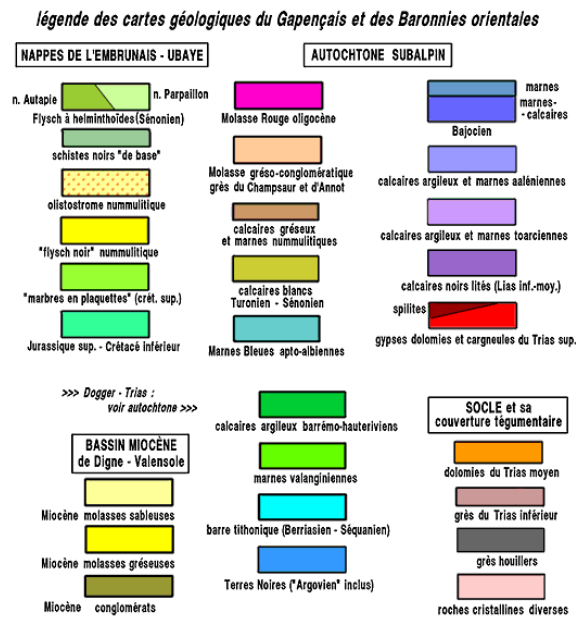 légende des cartes géologiques du Gapençais et des Baronnies orientales
NAPPES DE L'EMBRUNAIS - UBAYE
n. Autapie
n. Parpaillon
Flysch à helminthoïdes (Sénonien)
schistes noirs "de base"
olistostrome nummulitique
"flysch noir" nummulitique
"marbres en plaquettes" (crét. sup.)
Jurassique sup. - Crétacé inférieur
>>> Dogger - Trias :
voir autochtone >>>
BASSIN MIOCÈNE
de Digne - Valensole
Miocène molasses sableuses
Miocène molasses gréseuses
Miocène conglomérats
AUTOCHTONE SUBALPIN
Molasse Rouge oligocène
Molasse gréso-conglomératique
grès du Champsaur et d'Annot
calcaires gréseux
et marnes nummulitiques
calcaires blancs
Turonien - Sénonien
Marnes Bleues apto-albiennes
calcaires argileux barrémo-hauteriviens
marnes valanginiennes
barre tithonique (Berriasien - Séquanien)
Terres Noires ("Argovien" inclus)
marnes
marnes-
-calcaires
Bajocien
calcaires argileux et marnes aaléniennes
calcaires argileux et marnes toarciennes
calcaires noirs lités (Lias inf.-moy.)
spilites
gypses dolomies et cargneules du Trias sup.
SOCLE et sa
couverture tégumentaire
dolomies du Trias moyen
grès du Trias inférieur
grès houillers
roches cristallines diverses